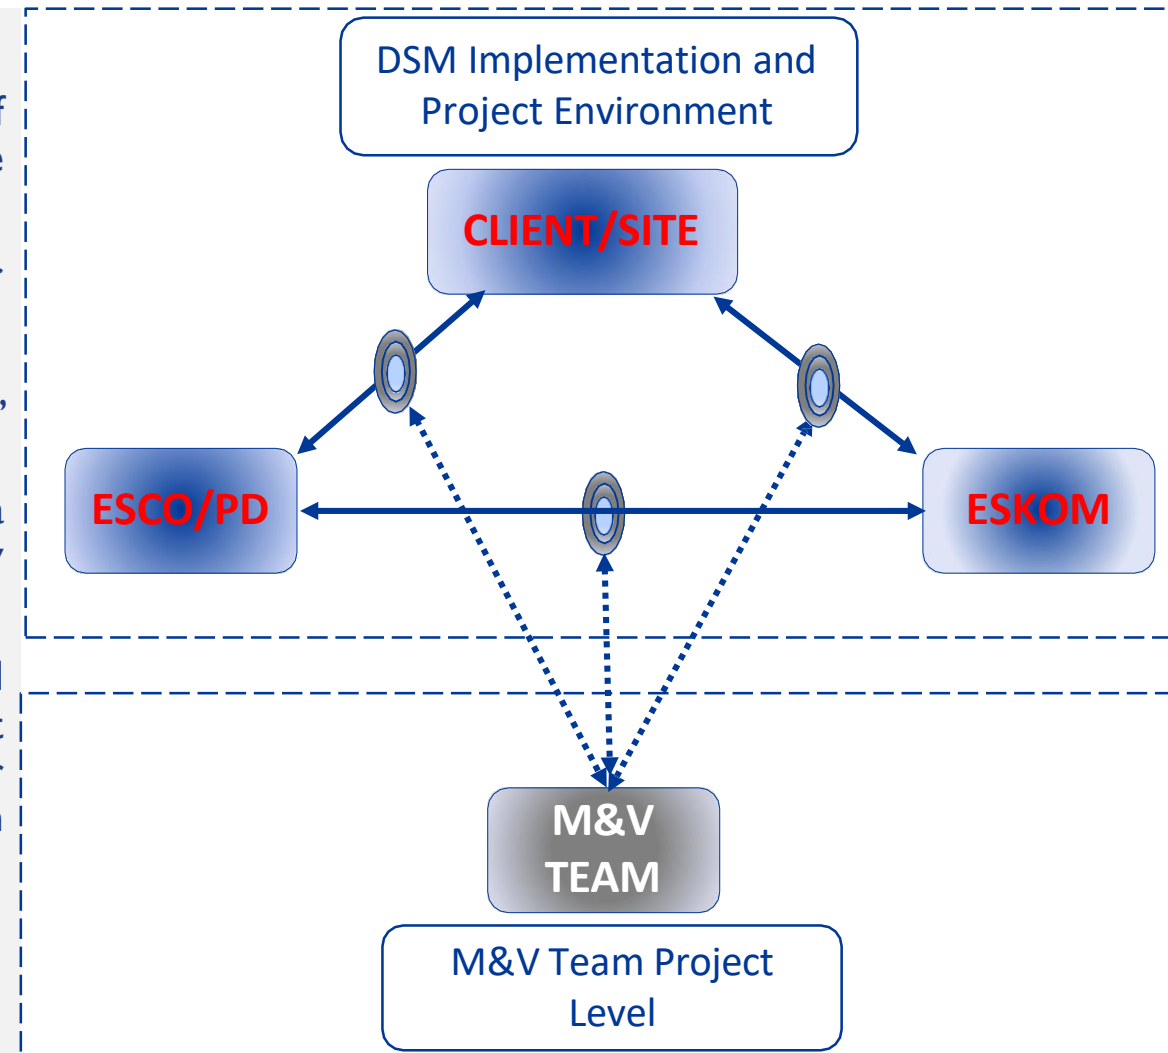 DSM Implementation and
Project Environment
CLIENT/SITE
ESCO/PD
ESKOM
M&V
TEAM
M&V Team Project
Level